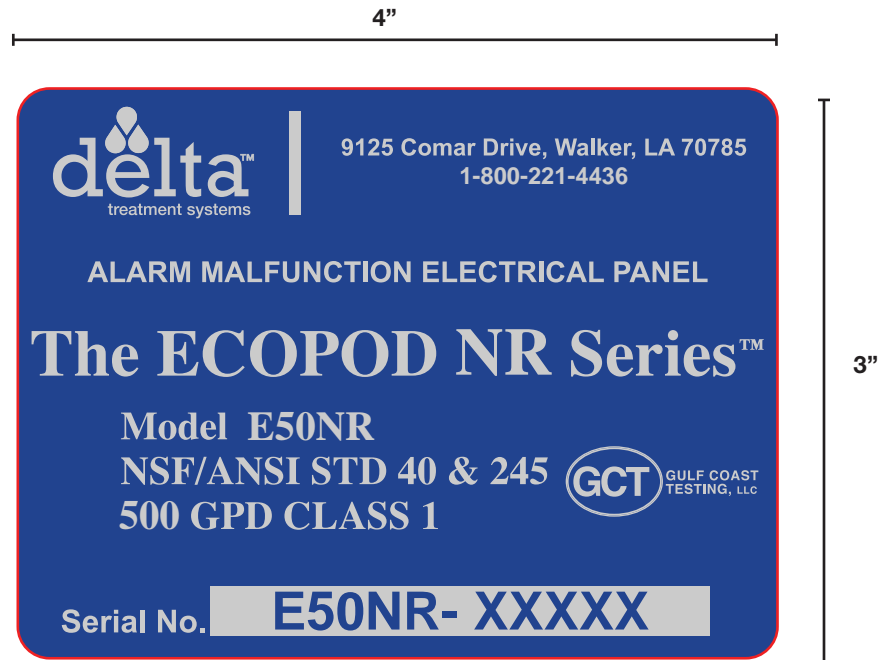 4”
delta™
treatment systems
9125 Comar Drive, Walker, LA 70785
1-800-221-4436
ALARM MALFUNCTION ELECTRICAL PANEL
The ECOPOD NR Series™
Model E50NR
NSF/ANSI STD 40 & 245
500 GPD CLASS 1
GCT
GULF COAST
TESTING, LLC
Serial No.
E50NR- XXXXX
3”